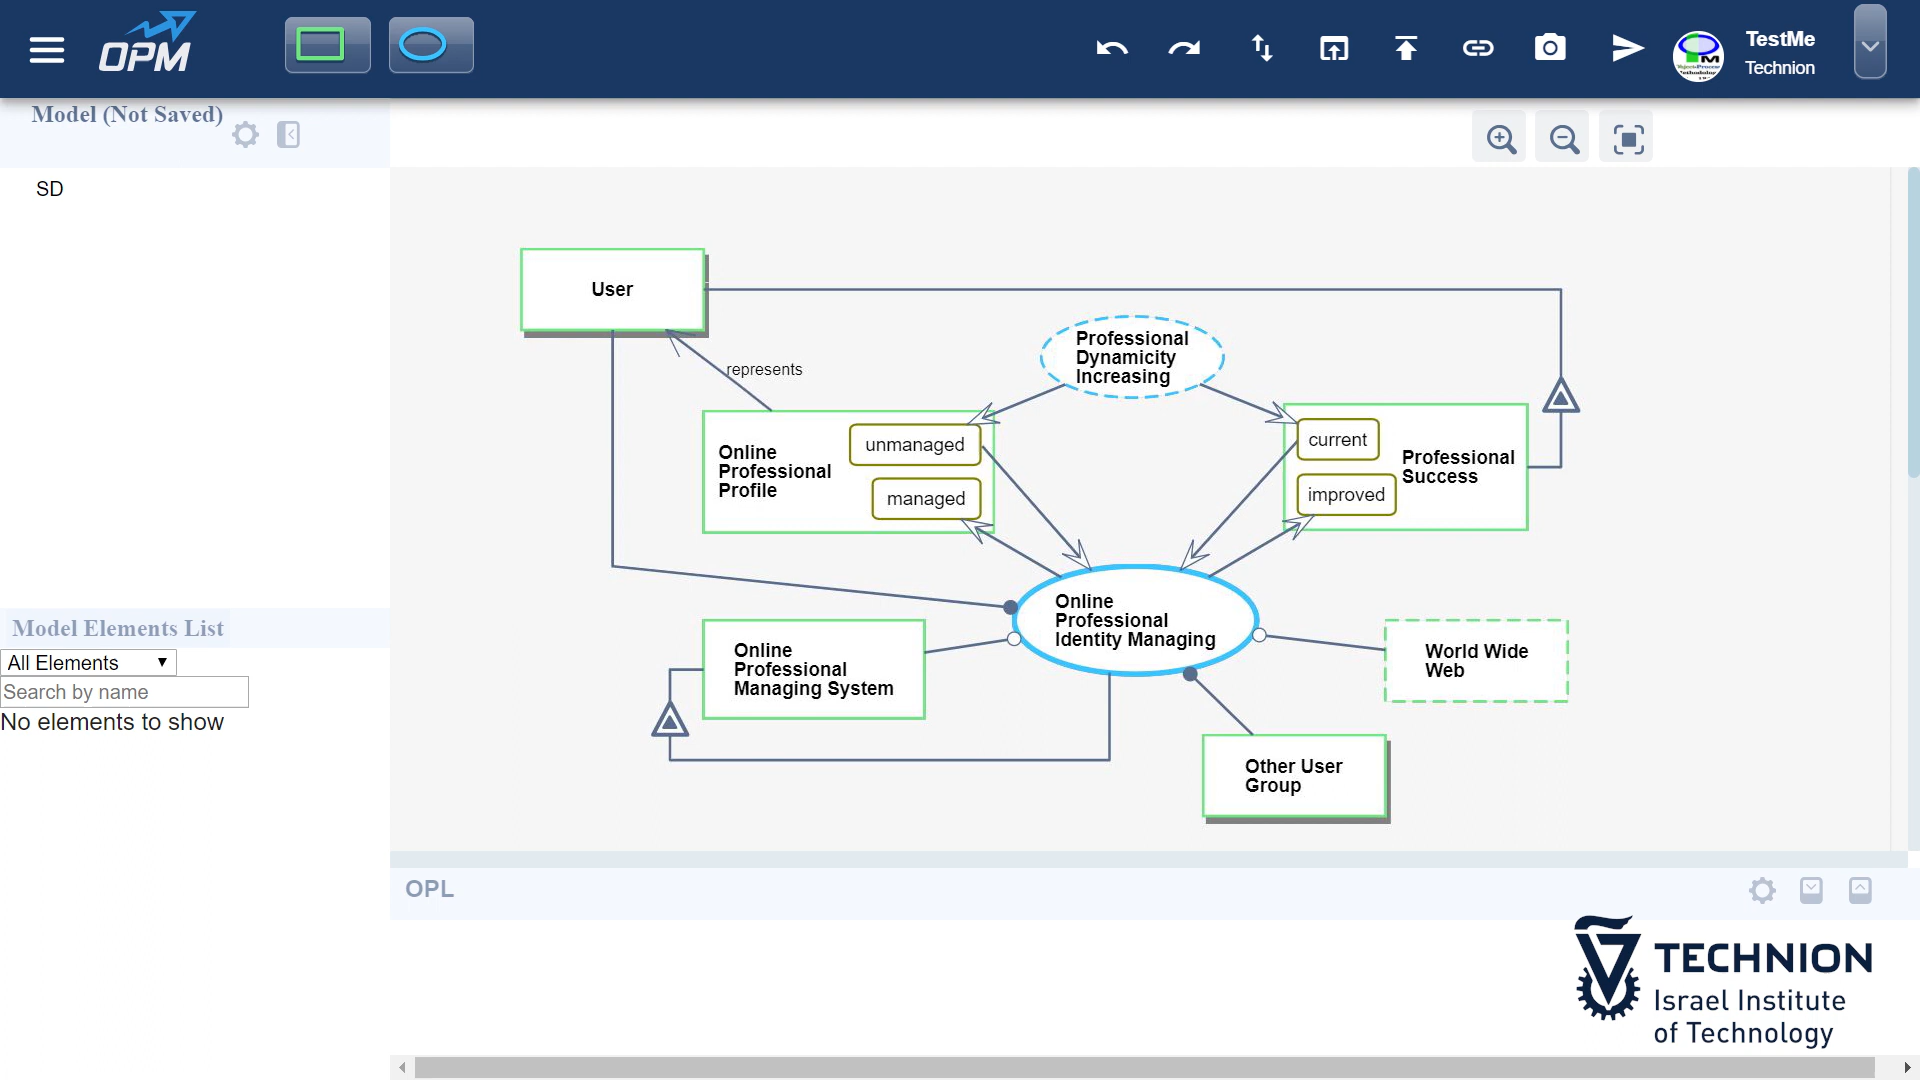 OPM
TestMe
Technion
Model (Not Saved)
SD
User
represents
Professional
Dynamicity
Increasing
Online
Professional
Profile
unmanaged
managed
current
improved
Professional
Success
Online
Professional
Identity Managing
Online
Professional
Managing System
World Wide
Web
Other User
Group
Model Elements List
All Elements
Search by name
No elements to show
OPL
TECHNION
Israel Institute
of Technology